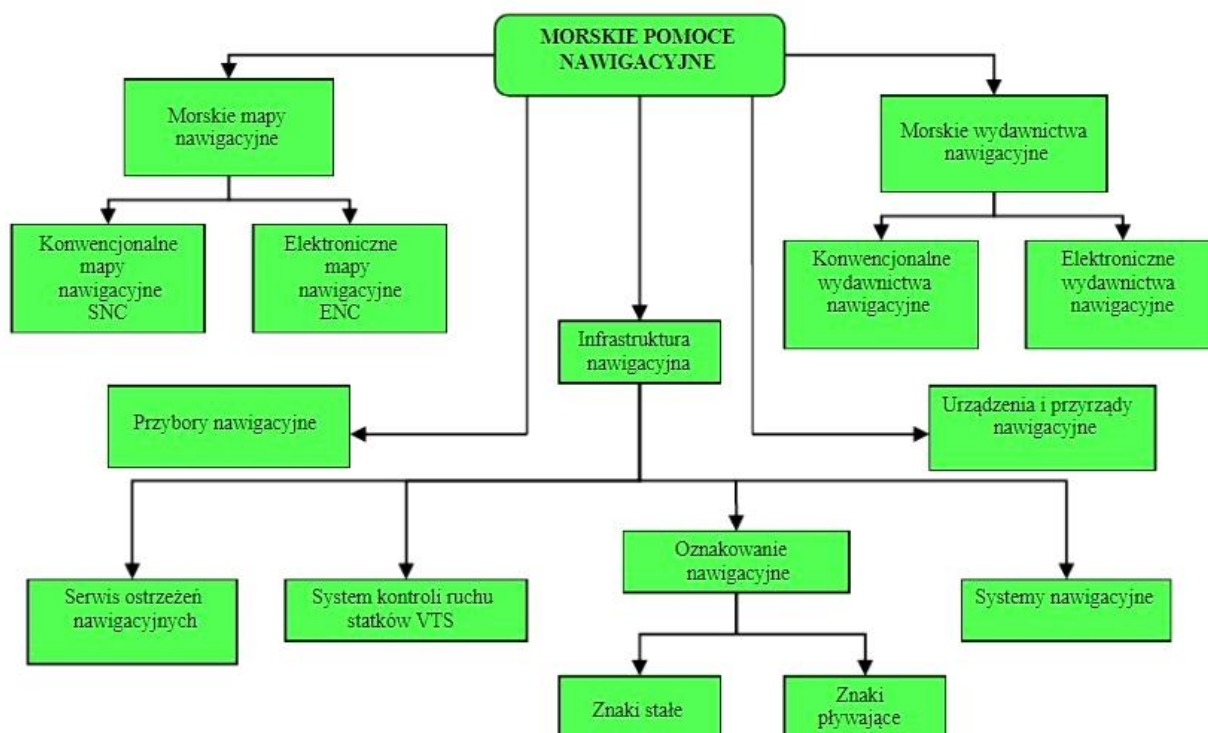 MORSKIE POMOCE
NAWIGACYJNE
Morskie mapy
nawigacyjne
Morskie wydawnictwa
nawigacyjne
Konwencjonalne
mapy
nawigacyjne
SNC
Elektroniczne
mapy
nawigacyjne
ENC
Konwencjonalne
wydawnictwa
nawigacyjne
Elektroniczne
wydawnictwa
nawigacyjne
Infrastruktura
nawigacyjna
Przybory nawigacyjne
Urządzenia i przyrządy
nawigacyjne
Serwis ostrzeżeń
nawigacyjnych
System kontroli ruchu
statków VTS
Oznakowanie
nawigacyjne
Systemy nawigacyjne
Znaki stałe
Znaki
pływające